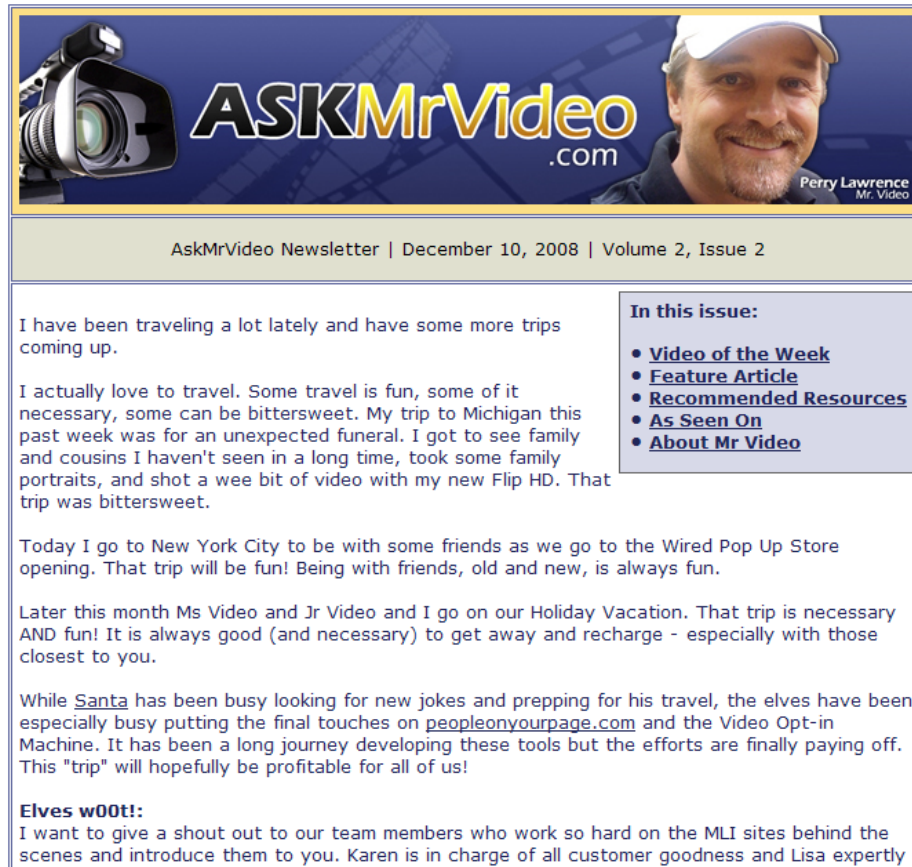 ASKMrVideo
.com
Perry Lawrence
Mr. Video
AskMrVideo Newsletter | December 10, 2008 | Volume 2, Issue 2
I have been traveling a lot lately and have some more trips
coming up.
I actually love to travel. Some travel is fun, some of it
necessary, some can be bittersweet. My trip to Michigan this
past week was for an unexpected funeral. I got to see family
and cousins I haven't seen in a long time, took some family
portraits, and shot a wee bit of video with my new Flip HD. That
trip was bittersweet.
In this issue:
• Video of the Week
• Feature Article
• Recommended Resources
• As Seen On
• About Mr Video
Today I go to New York City to be with some friends as we go to the Wired Pop Up Store
opening. That trip will be fun! Being with friends, old and new, is always fun.
Later this month Ms Video and Jr Video and I go on our Holiday Vacation. That trip is necessary
AND fun! It is always good (and necessary) to get away and recharge - especially with those
closest to you.
While Santa has been busy looking for new jokes and prepping for his travel, the elves have been
especially busy putting the final touches on peopleonyourpage.com and the Video Opt-in
Machine. It has been a long journey developing these tools but the efforts are finally paying off.
This "trip" will hopefully be profitable for all of us!
Elves w00t!:
I want to give a shout out to our team members who work so hard on the MLI sites behind the
scenes and introduce them to you. Karen is in charge of all customer goodness and Lisa expertly